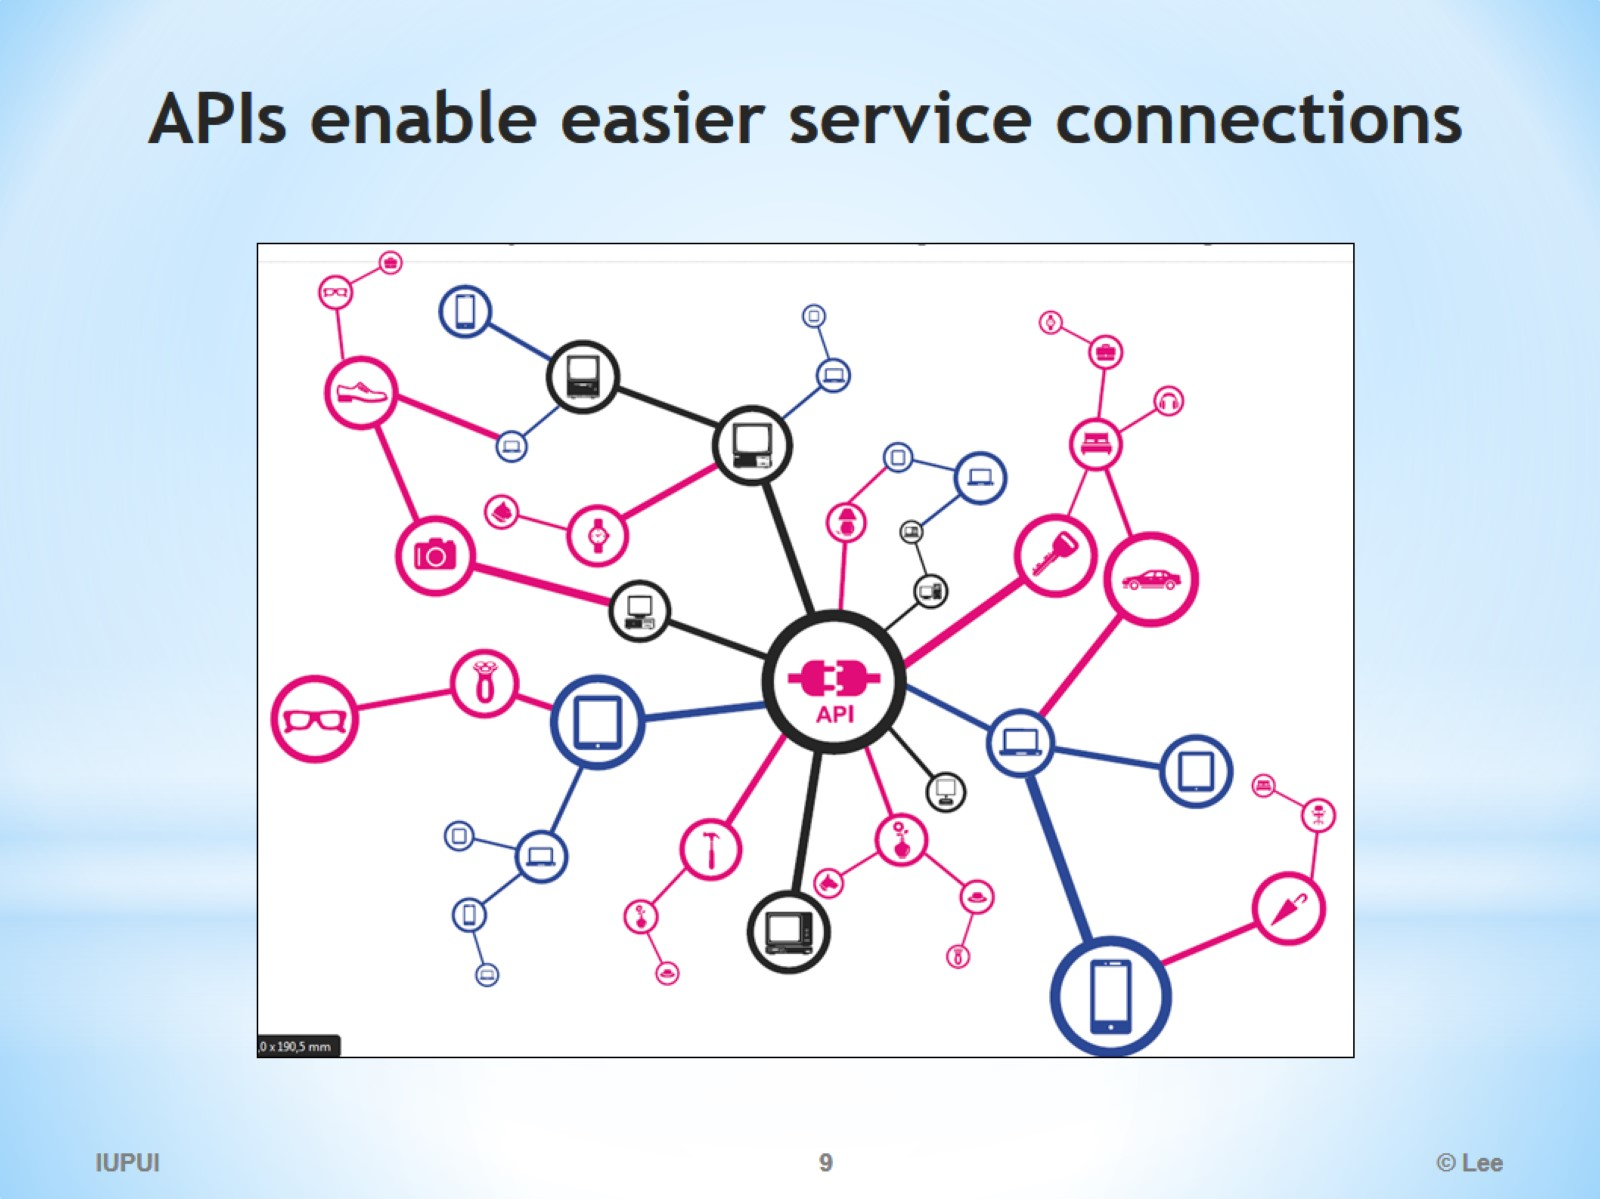 APIs enable easier service connections
API
,0 x 190,5 mm
IUPUI
9
© Lee